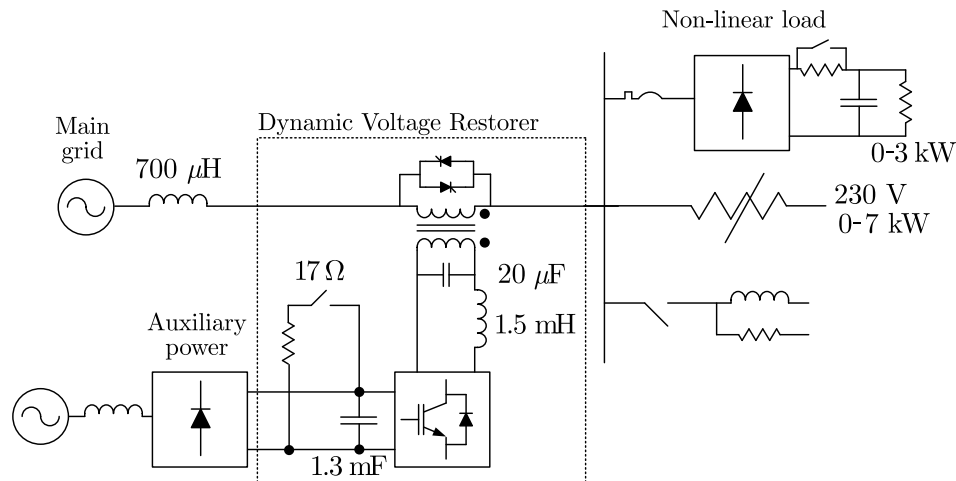 Non-linear load
Main
grid
Dynamic Voltage Restorer
700 μH
0-3 kW
230 V
0-7 kW
17 Ω
20 μF
1.5 mH
Auxiliary
power
1.3 mF